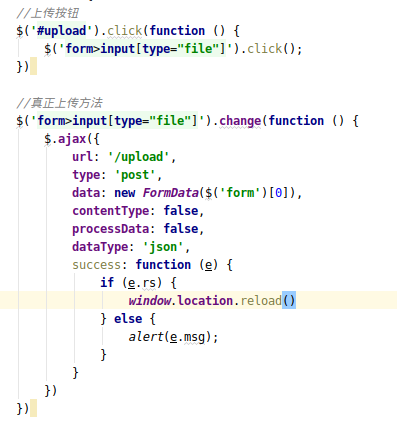 //上传按钮
$('#upload').click(function () {
    $('form>input[type="file"]').click();
})

//真正上传方法
$('form>input[type="file"]').change(function () {
    $.ajax({
        url: '/upload',
        type: 'post',
        data: new FormData($('form')[0]),
        contentType: false,
        processData: false,
        dataType: 'json',
        success: function (e) {
            if (e.rs) {
                window.location.reload()
            } else {
                alert(e.msg);
            }
        }
    })
})